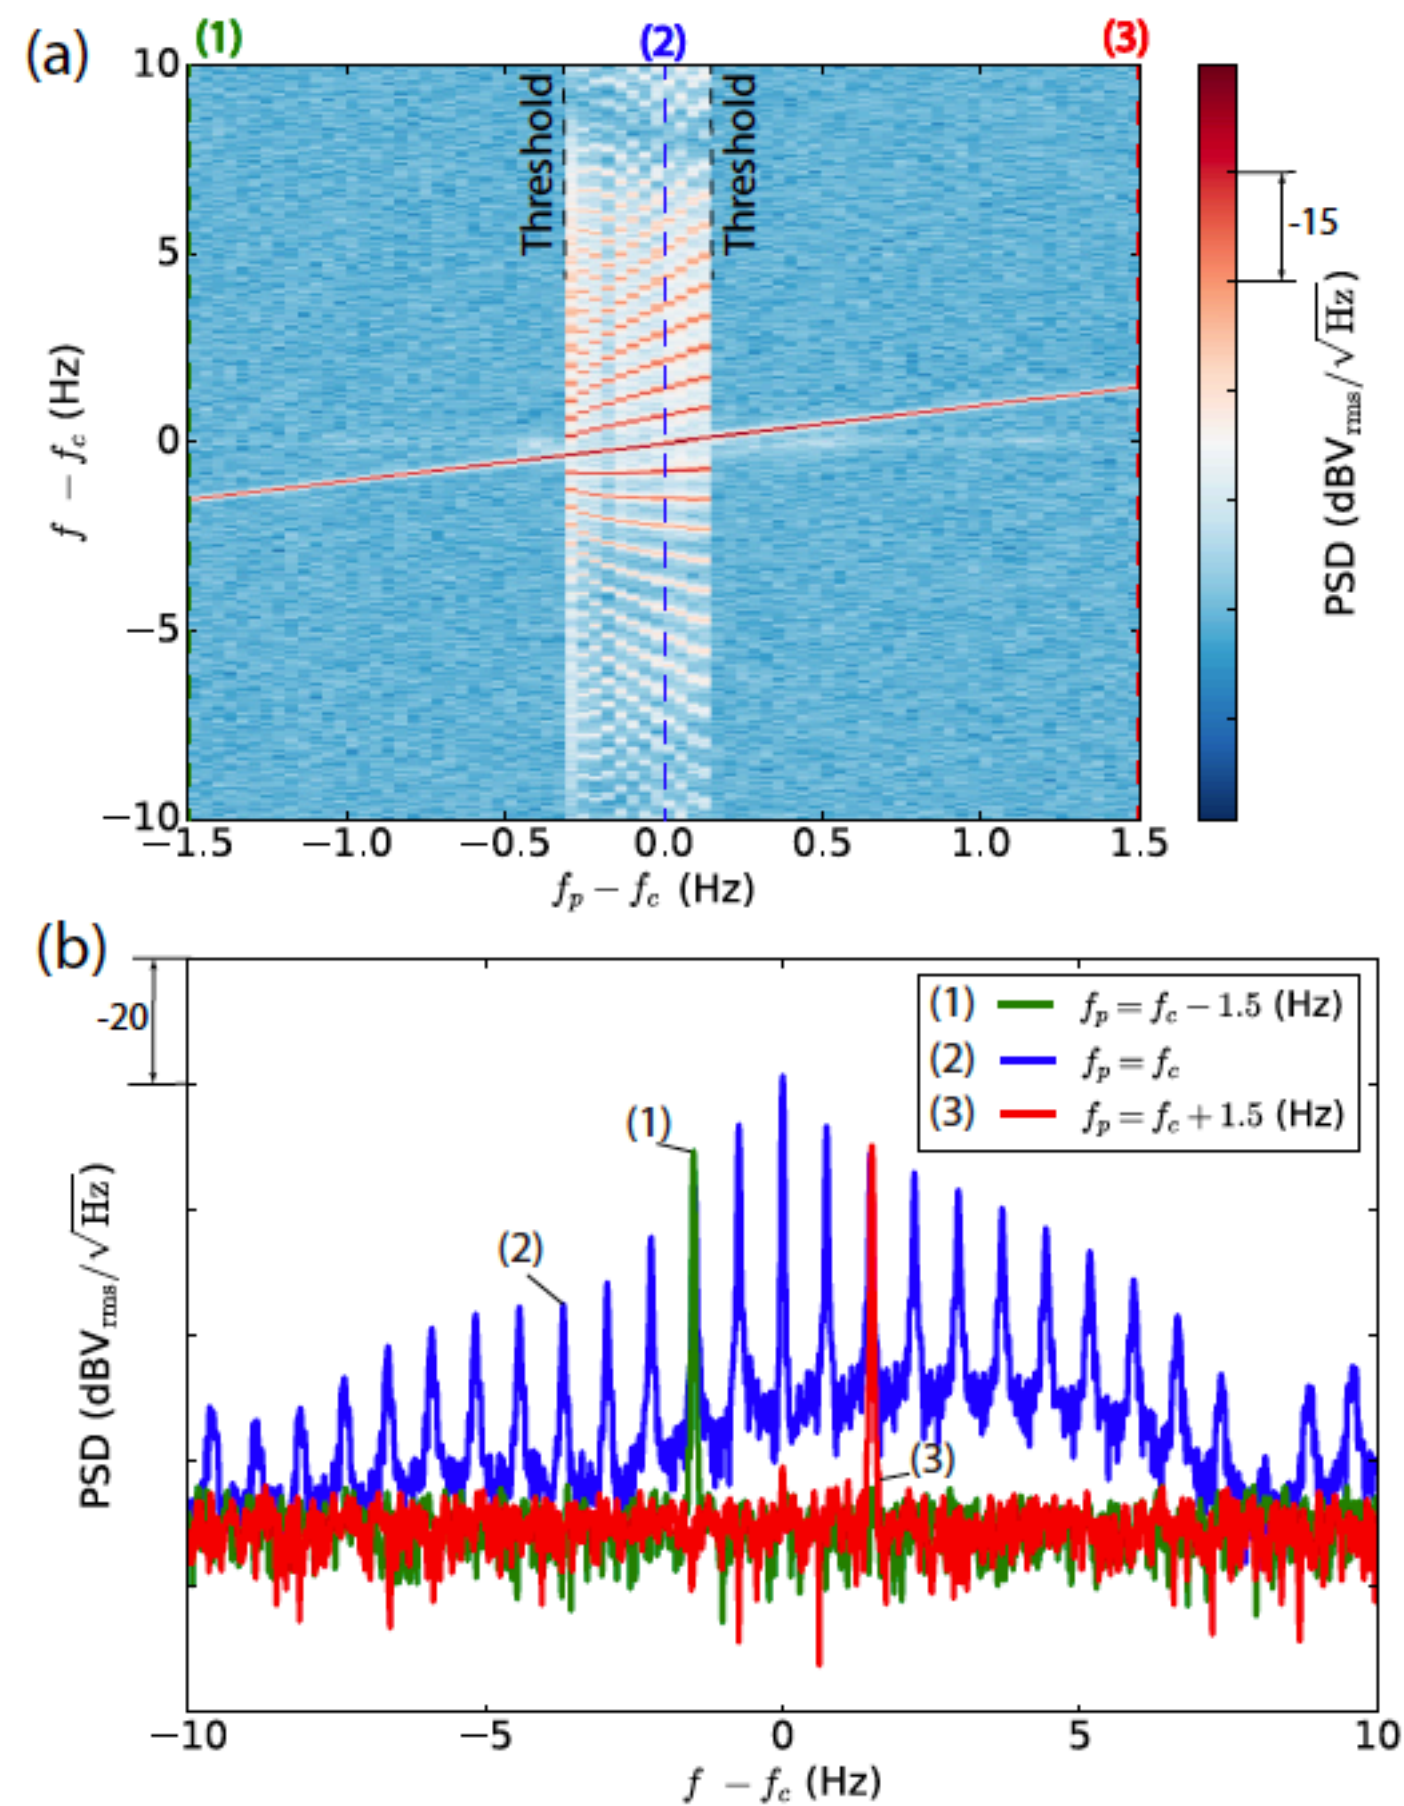 (a)
(1) (2) (3)
10
5
0
−5
−10
f − f_c (Hz)
Threshold
Threshold
−1.5 −1.0 −0.5 0.0 0.5 1.0 1.5
f_p − f_c (Hz)
-15
PSD (dBV_rms/√Hz)
(b)
-20
PSD (dBV_rms/√Hz)
(1) f_p = f_c − 1.5 (Hz)
(2) f_p = f_c
(3) f_p = f_c + 1.5 (Hz)
(1)
(2)
(3)
−10 −5 0 5 10
f − f_c (Hz)